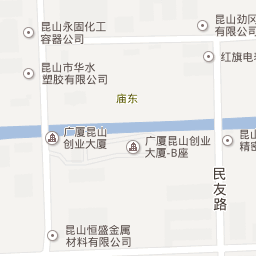 昆山永固化工
容器公司
昆山劲冈
有限公
红旗电
昆山市华水
塑胶有限公司
庙东
广厦昆山
创业大厦
广厦昆山创业
大厦-B座
昆山
精密
民友路
昆山恒盛金属
材料有限公司